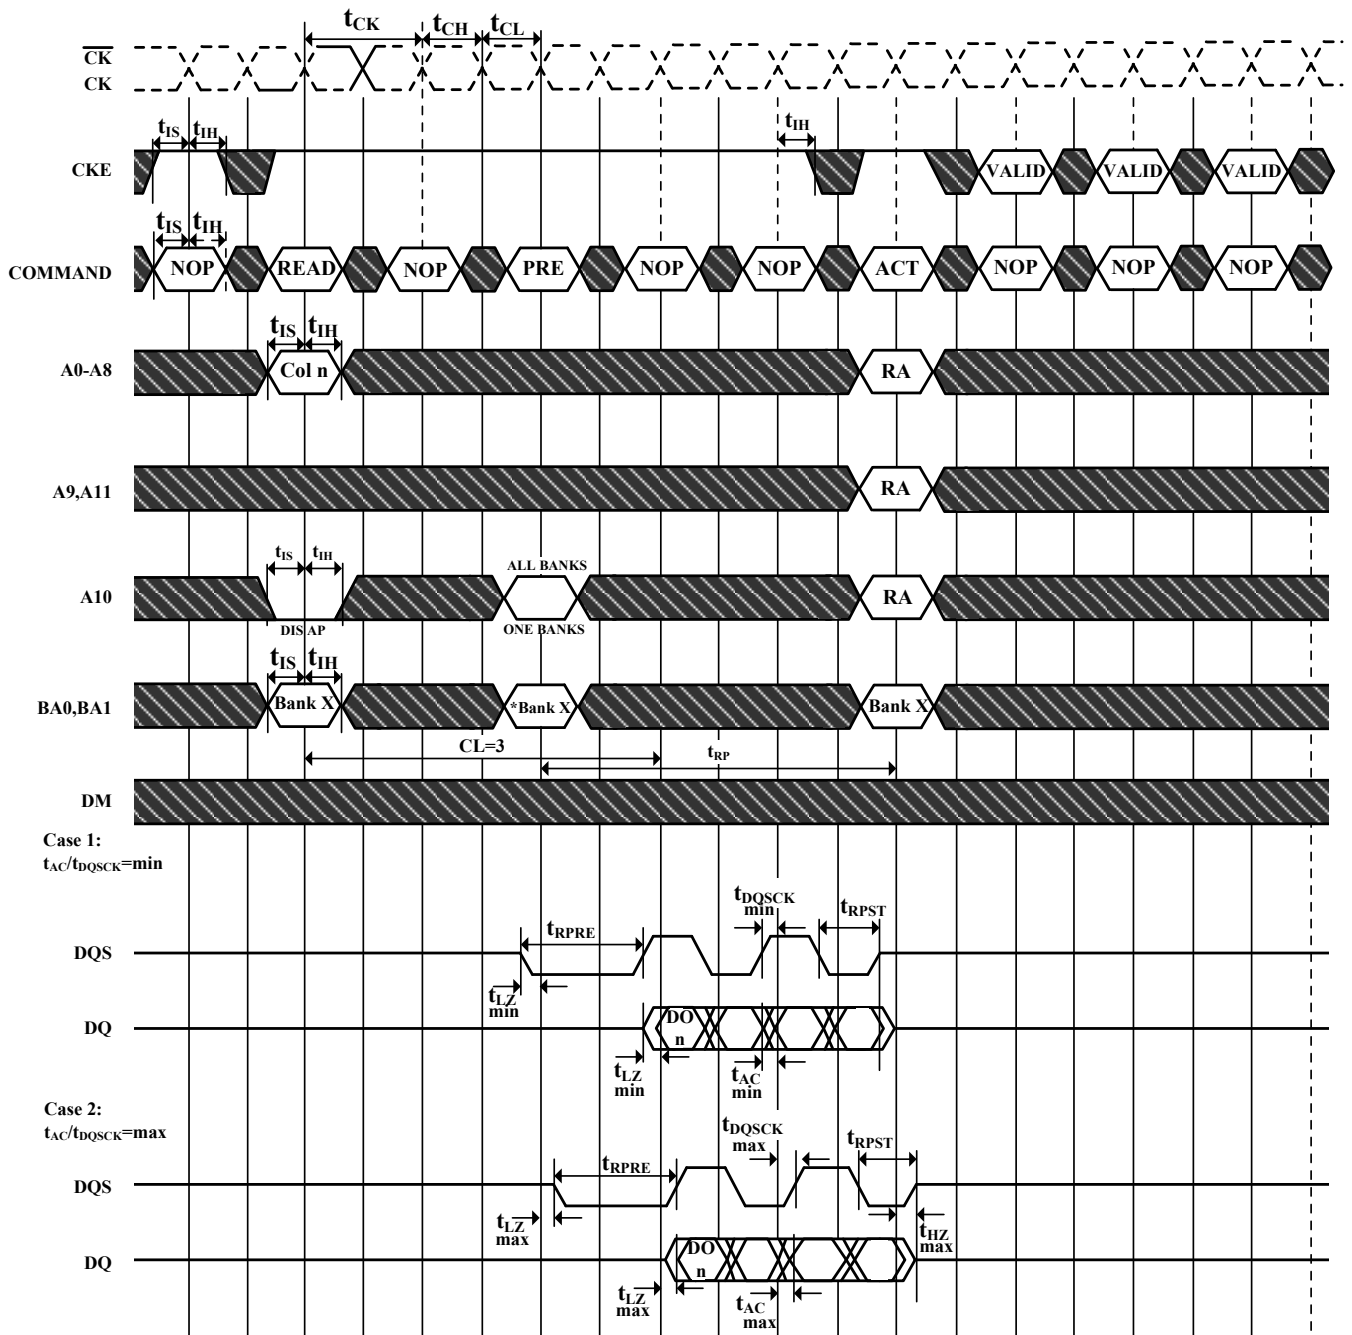 tCK tCH tCL
CK
CK
tIS tIH tIH
CKE VALID VALID VALID
tIS tIH
COMMAND NOP READ NOP PRE NOP NOP ACT NOP NOP NOP
tIS tIH
A0-A8 Col n RA
A9,A11 RA
tIS tIH ALL BANKS
A10 RA
DIS AP ONE BANKS
tIS tIH
BA0,BA1 Bank X *Bank X Bank X
CL=3 tRP
DM
Case 1:
tAC/tDQSCK=min
tDQSCK
min
tRPST
tRPRE
DQS
tLZ
min
DQ DO
n
tLZ
min
tAC
min
Case 2:
tAC/tDQSCK=max
tDQSCK
max
tRPST
tRPRE
DQS
tLZ
max
tHZ
max
DQ DO
n
tLZ
max
tAC
max